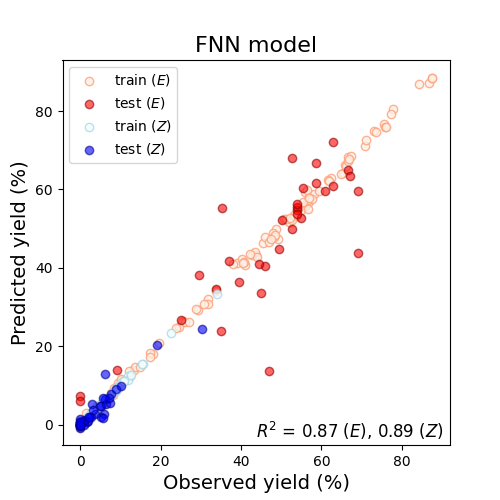 FNN model
train (E)
test (E)
train (Z)
test (Z)
Predicted yield (%)
80
60
40
20
0
R² = 0.87 (E), 0.89 (Z)
0 20 40 60 80
Observed yield (%)